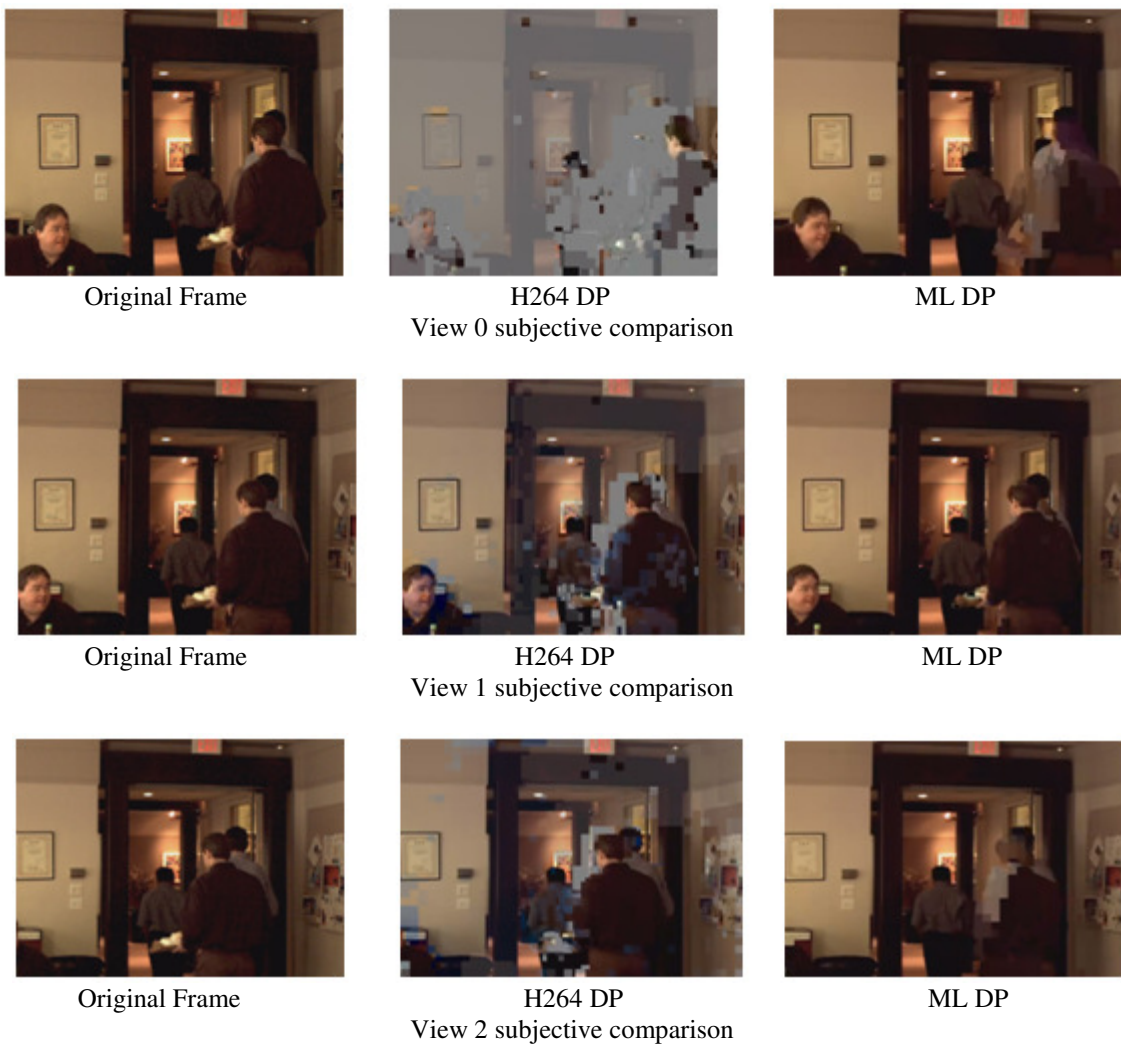 Original Frame H264 DP ML DP
View 0 subjective comparison
Original Frame H264 DP ML DP
View 1 subjective comparison
Original Frame H264 DP ML DP
View 2 subjective comparison